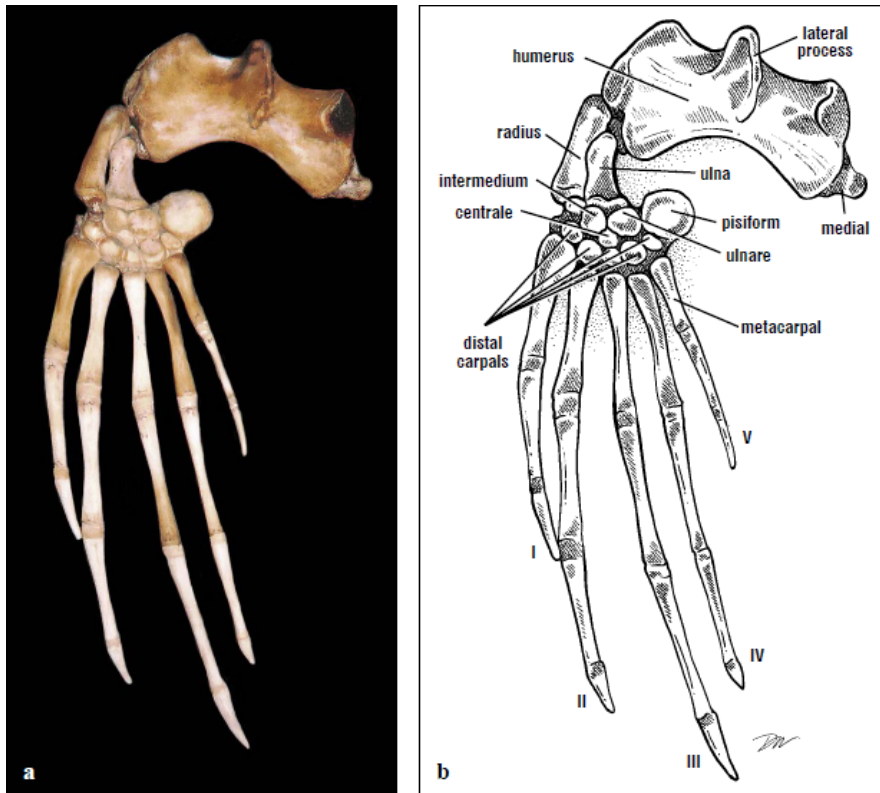 lateral
process
humerus
radius
ulna
intermedium
centrale
pisiform
medial
ulnare
metacarpal
distal
carpals
V
I
IV
II
III
a
b